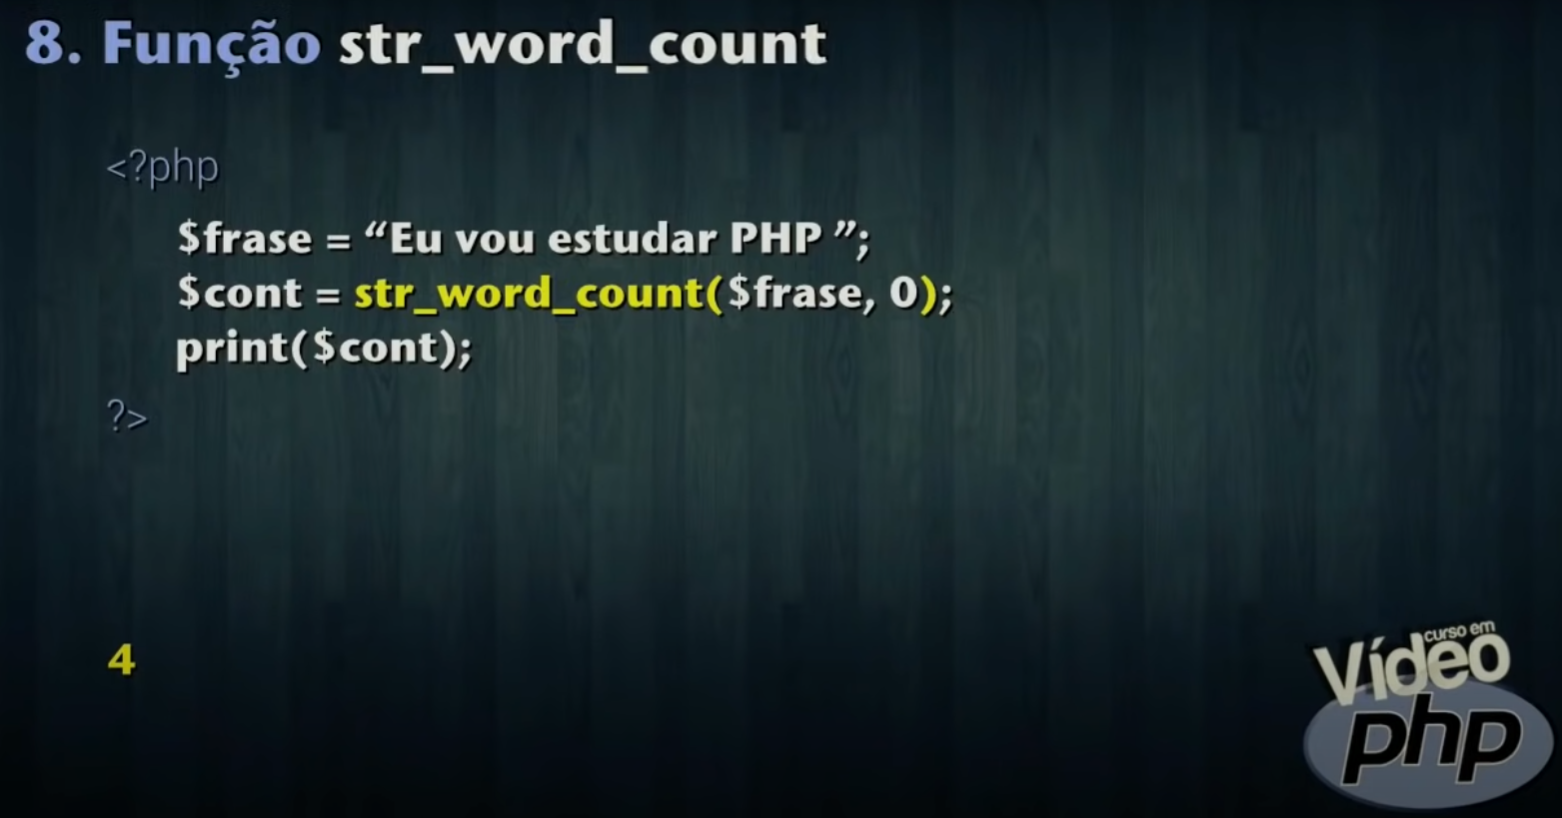 8. Função str_word_count
<?php
$frase = “Eu vou estudar PHP ”;
$cont = str_word_count($frase, 0);
print($cont);
?>
4
curso em
Vídeo
php